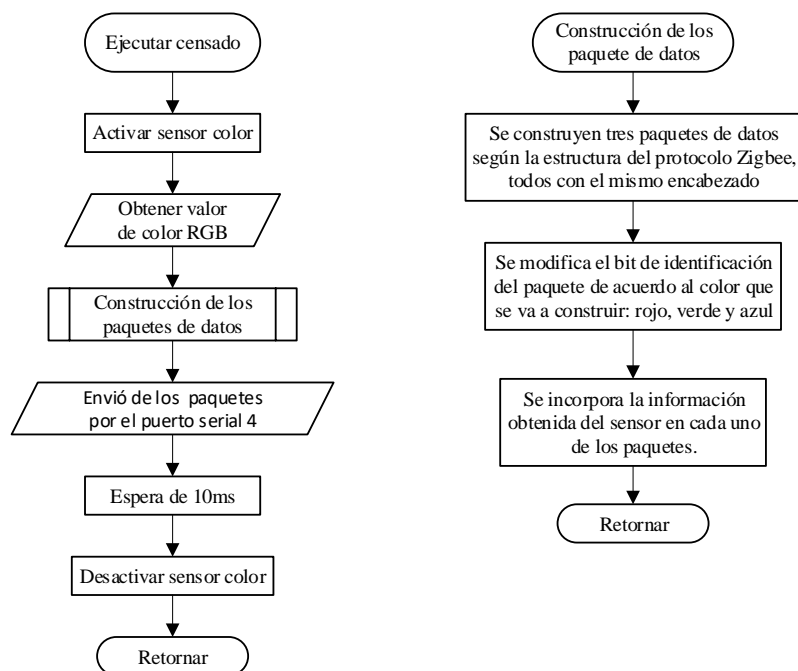 Ejecutar censado
Activar sensor color
Obtener valor
de color RGB
Construcción de los
paquetes de datos
Envió de los  paquetes
por el puerto serial 4
Espera de 10ms
Desactivar sensor color
Retornar
Construcción de los
paquete de datos
Se construyen tres paquetes de datos
según la estructura del protocolo Zigbee,
todos con el mismo encabezado
Se modifica el bit de identificación
del paquete de acuerdo al color que
se va a construir: rojo, verde y azul
Se incorpora la información
obtenida del sensor en cada uno
de los paquetes.
Retornar